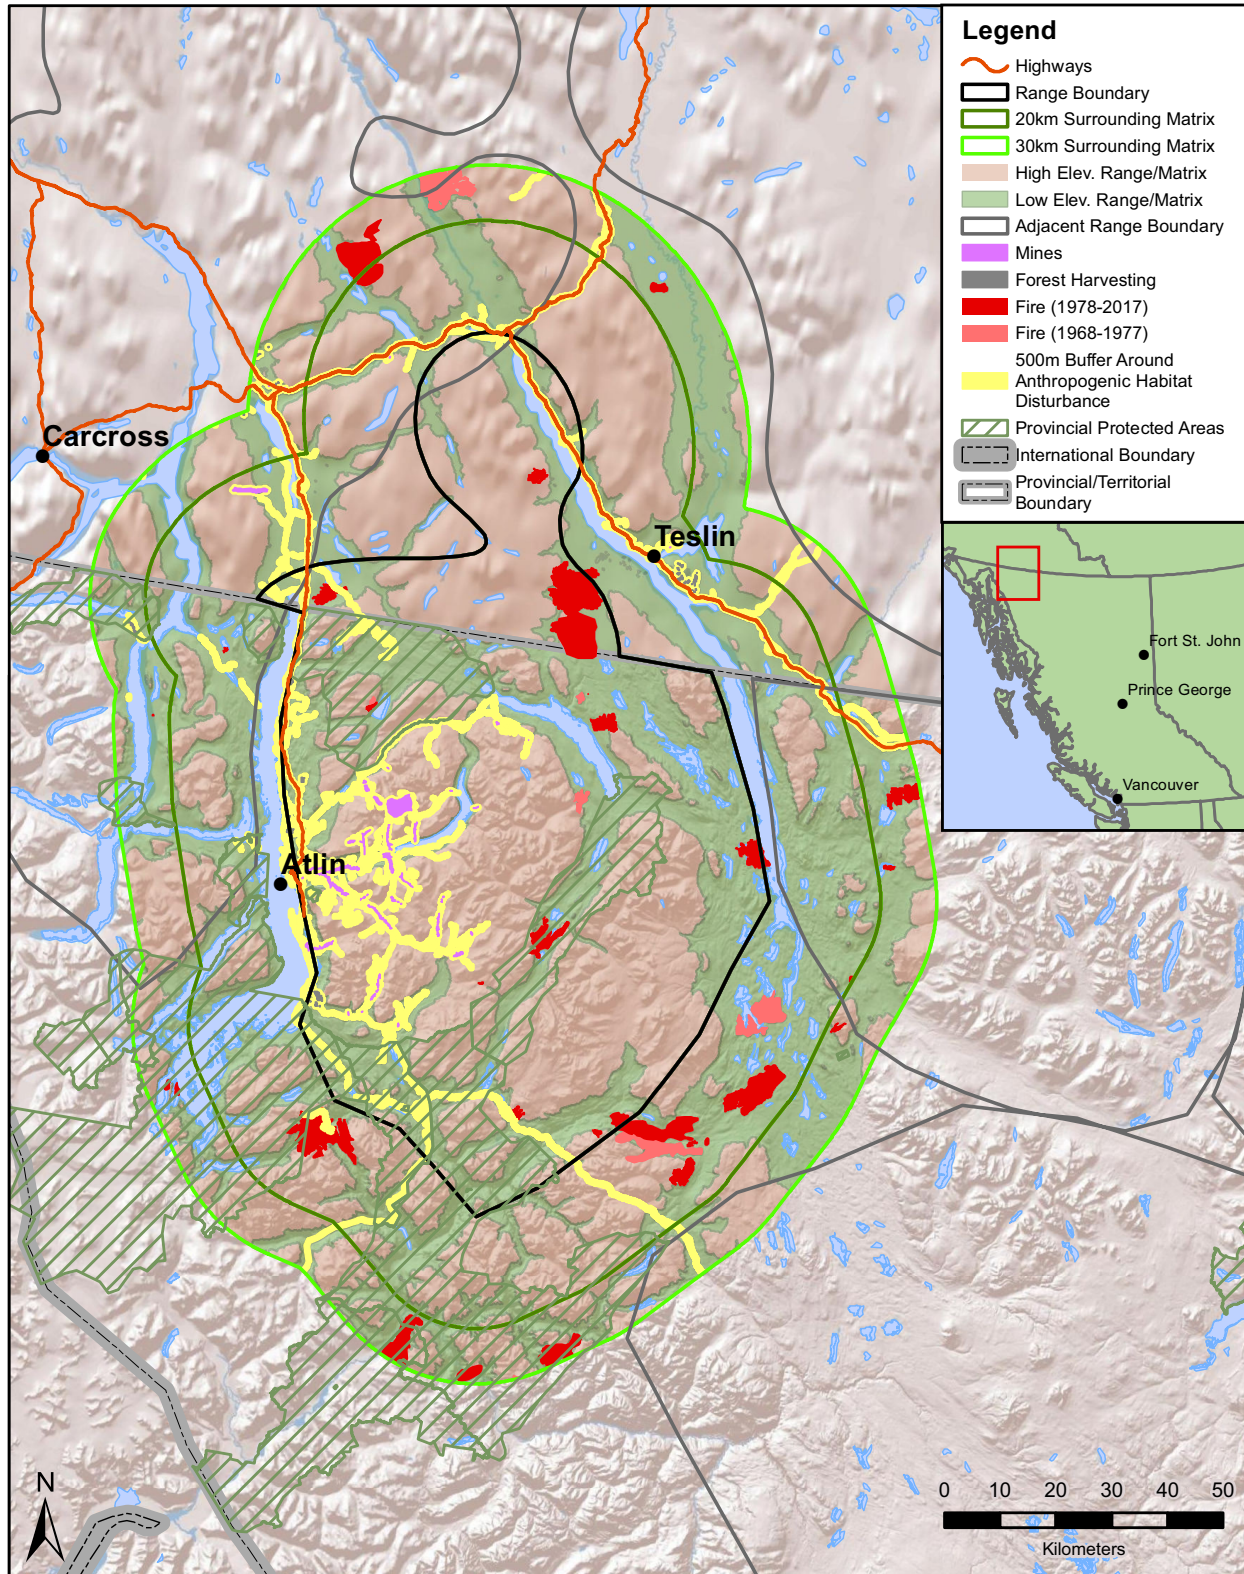 Legend
Highways
Range Boundary
20km Surrounding Matrix
30km Surrounding Matrix
High Elev. Range/Matrix
Low Elev. Range/Matrix
Adjacent Range Boundary
Mines
Forest Harvesting
Fire (1978-2017)
Fire (1968-1977)
500m Buffer Around
Anthropogenic Habitat
Disturbance
Provincial Protected Areas
International Boundary
Provincial/Territorial
Boundary
Carcross
Teslin
Atlin
Fort St. John
Prince George
Vancouver
N
0 10 20 30 40 50
Kilometers